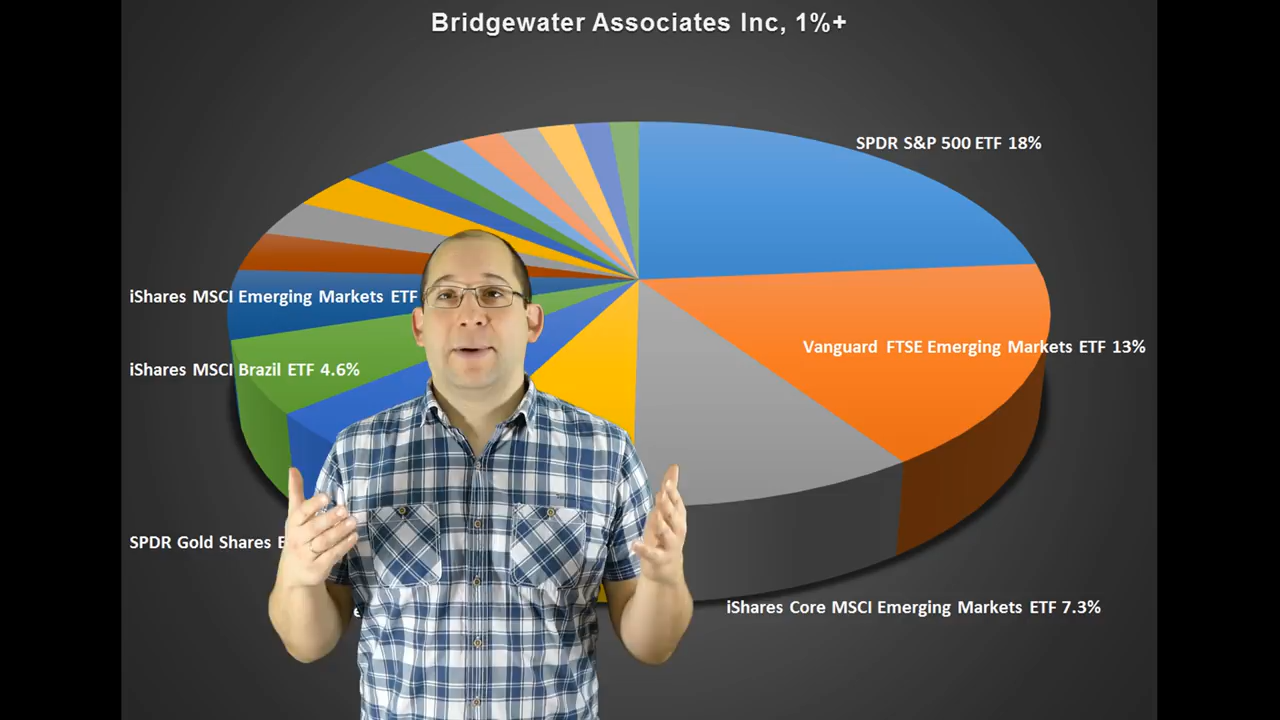 Bridgewater Associates Inc, 1%+
SPDR S&P 500 ETF 18%
iShares MSCI Emerging Markets ETF
Vanguard FTSE Emerging Markets ETF 13%
iShares MSCI Brazil ETF 4.6%
SPDR Gold Shares
iShares Core MSCI Emerging Markets ETF 7.3%